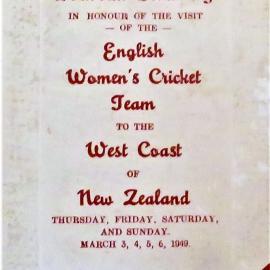 IN HONOUR OF THE VISIT
— OF THE —
English
Women's Cricket
Team
TO THE
West Coast
OF
New Zealand
THURSDAY, FRIDAY, SATURDAY,
AND SUNDAY.
MARCH 3, 4, 5, 6, 1949.